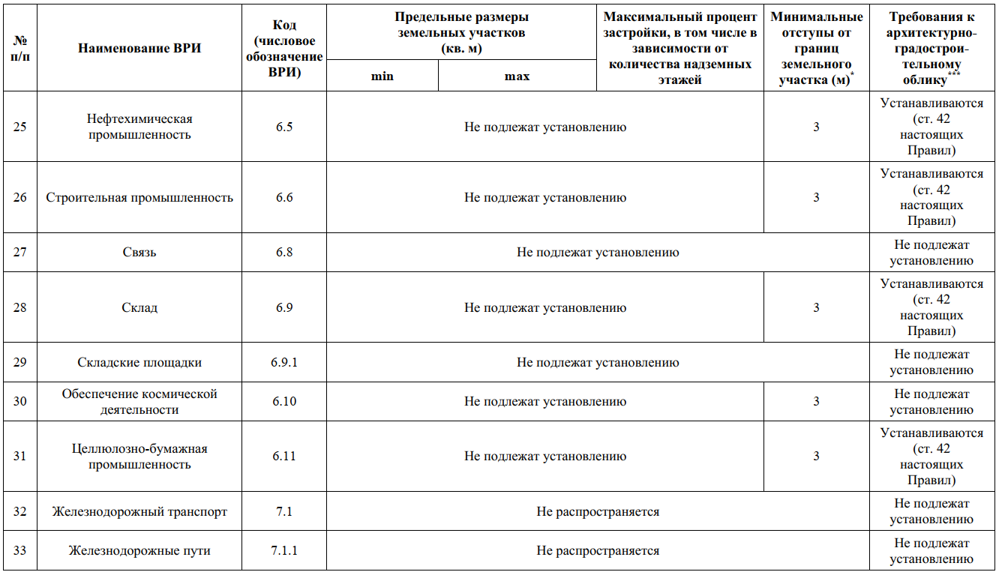 №
п/п
Наименование ВРИ
Код
(числовое
обозначение
ВРИ)
Предельные размеры
земельных участков
(кв. м)
min
max
Максимальный процент
застройки, в том числе в
зависимости от
количества надземных
этажей
Минимальные
отступы от
границ
земельного
участка (м)*
Требования к
архитектурно-
градострои-
тельному
облику***
25
Нефтехимическая
промышленность
6.5
Не подлежат установлению
3
Устанавливаются
(ст. 42
настоящих
Правил)
26
Строительная промышленность
6.6
Не подлежат установлению
3
Устанавливаются
(ст. 42
настоящих
Правил)
27
Связь
6.8
Не подлежат установлению
Не подлежат
установлению
28
Склад
6.9
Не подлежат установлению
3
Устанавливаются
(ст. 42
настоящих
Правил)
29
Складские площадки
6.9.1
Не подлежат установлению
Не подлежат
установлению
30
Обеспечение космической
деятельности
6.10
Не подлежат установлению
3
Не подлежат
установлению
31
Целлюлозно-бумажная
промышленность
6.11
Не подлежат установлению
3
Устанавливаются
(ст. 42
настоящих
Правил)
32
Железнодорожный транспорт
7.1
Не распространяется
Не подлежат
установлению
33
Железнодорожные пути
7.1.1
Не распространяется
Не подлежат
установлению